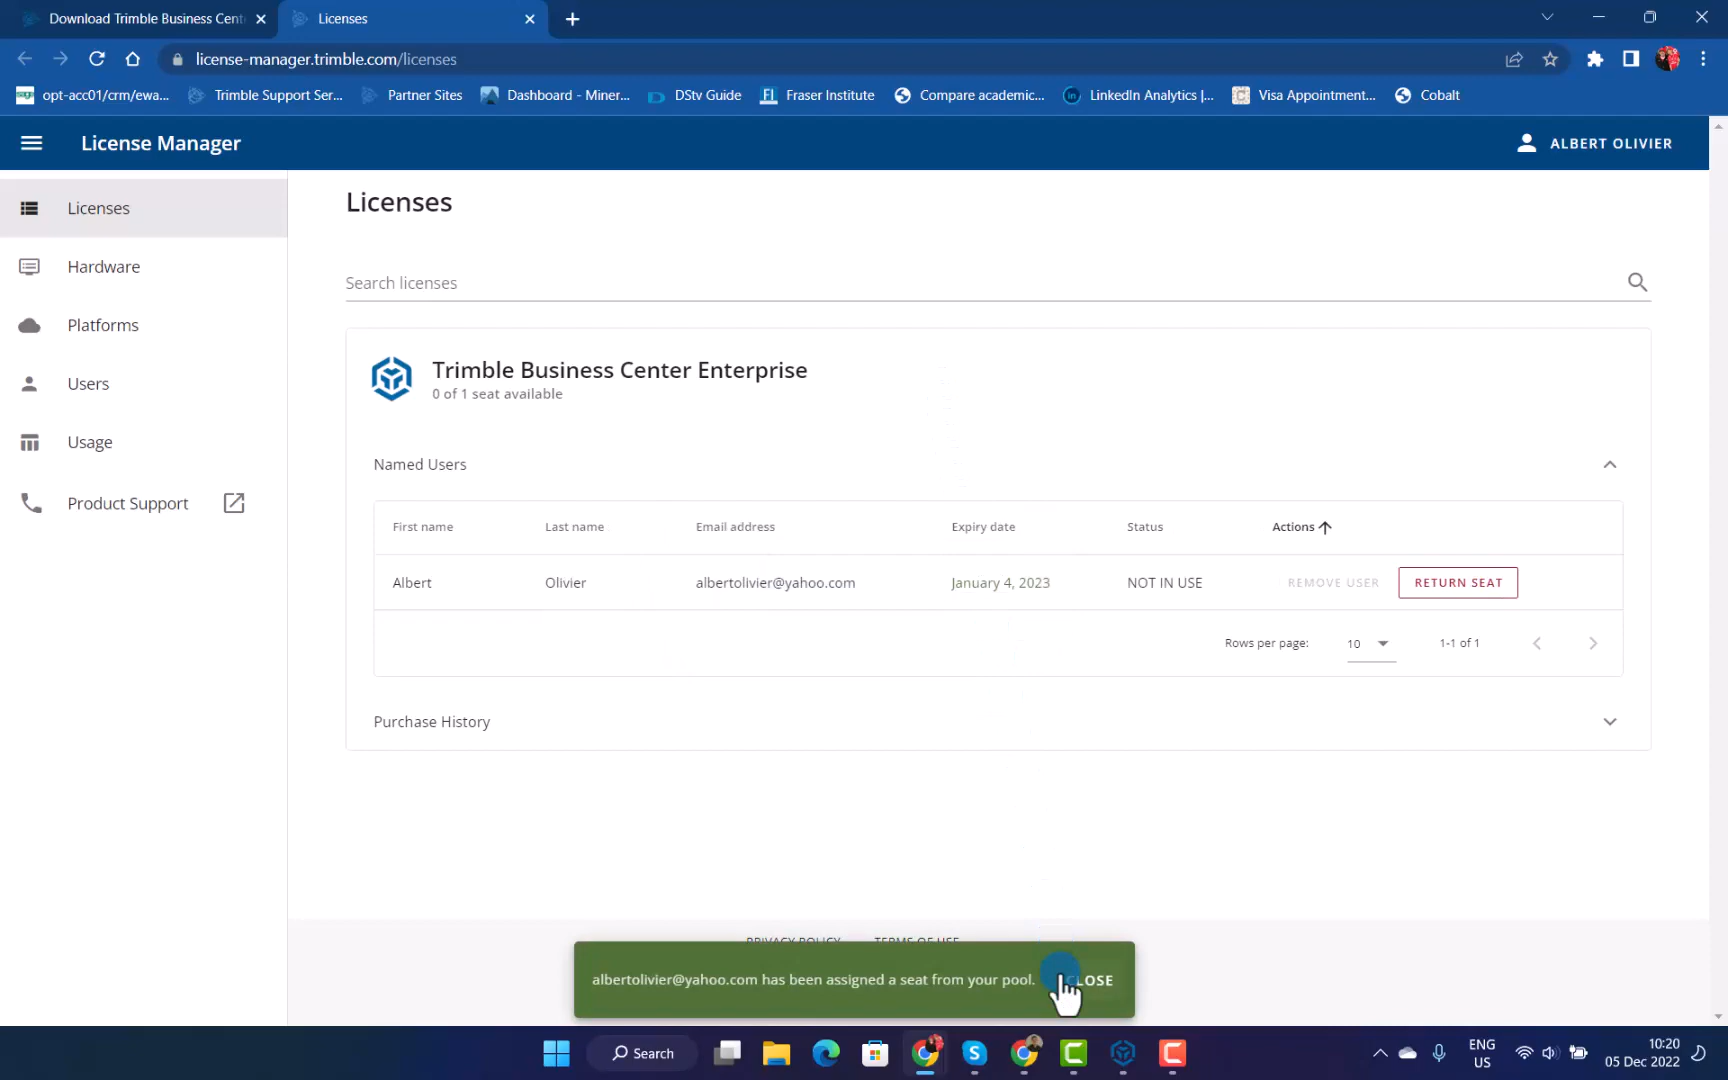 Download Trimble Business Cent
Licenses
license-manager.trimble.com/licenses
opt-acc01/crm/ewa...
Trimble Support Ser...
Partner Sites
Dashboard - Miner...
DStv Guide
FI
Fraser Institute
Compare academic...
in
LinkedIn Analytics |...
Visa Appointment...
Cobalt
License Manager
ALBERT OLIVIER
Licenses
Hardware
Platforms
Users
Usage
Product Support
Licenses
Search licenses
Trimble Business Center Enterprise
0 of 1 seat available
Named Users
First name Last name Email address Expiry date Status Actions
Albert Olivier albertolivier@yahoo.com January 4, 2023 NOT IN USE REMOVE USER RETURN SEAT
Rows per page: 10 1-1 of 1
Purchase History
PRIVACY POLICY TERMS OF USE
albertolivier@yahoo.com has been assigned a seat from your pool. CLOSE
Search
ENG
US
10:20
05 Dec 2022